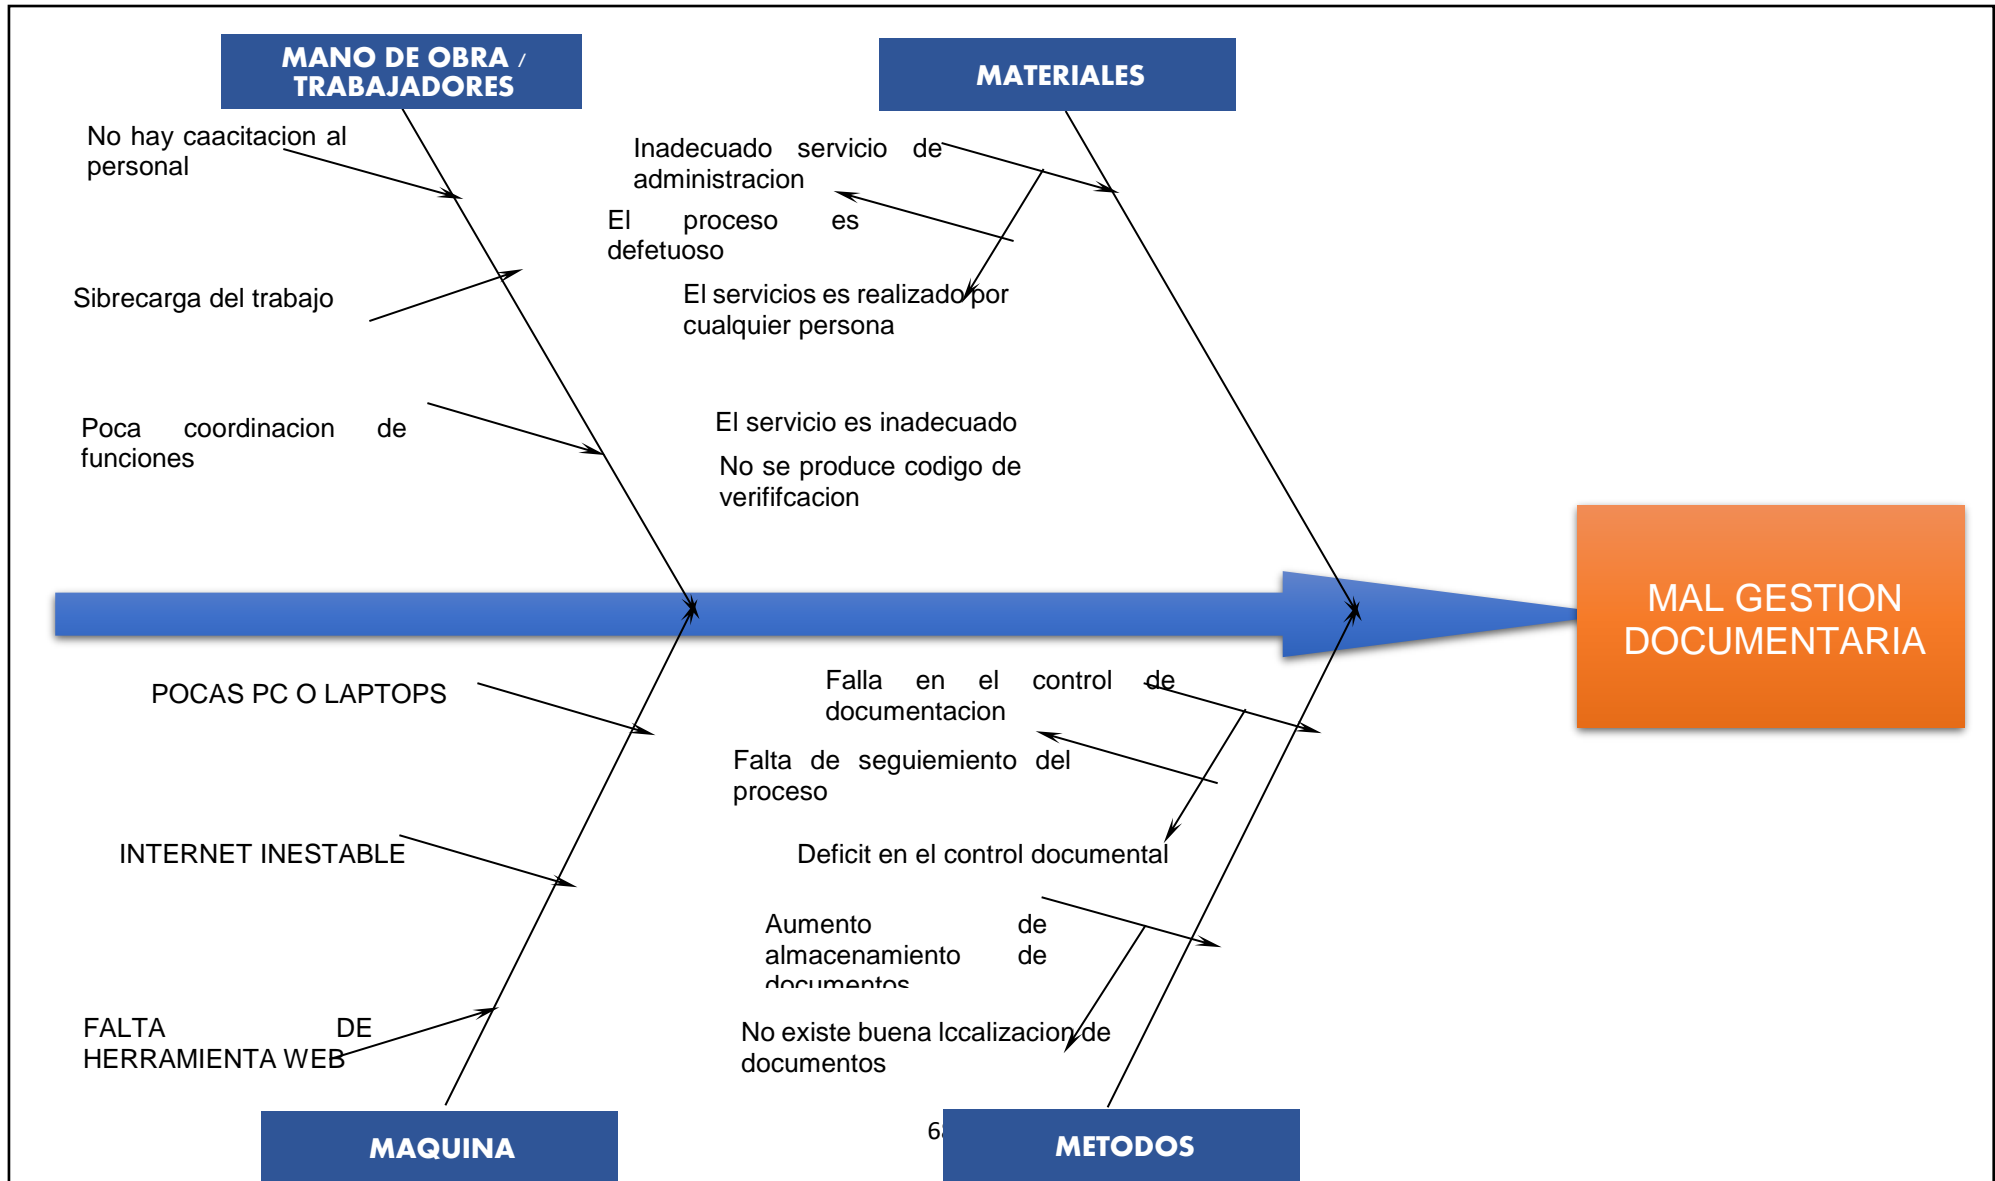 MANO DE OBRA /
TRABAJADORES
MATERIALES
No hay caacitacion al
personal
Inadecuado servicio de
administracion
El proceso es
defetuoso
Sibrecarga del trabajo
El servicios es realizado por
cualquier persona
Poca coordinacion de
funciones
El servicio es inadecuado
No se produce codigo de
verififcacion
MAL GESTION
DOCUMENTARIA
POCAS PC O LAPTOPS
Falla en el control de
documentacion
Falta de seguiemiento del
proceso
INTERNET INESTABLE
Deficit en el control documental
Aumento de
almacenamiento de
documentos
FALTA DE
HERRAMIENTA WEB
No existe buena lccalizacion de
documentos
MAQUINA
METODOS